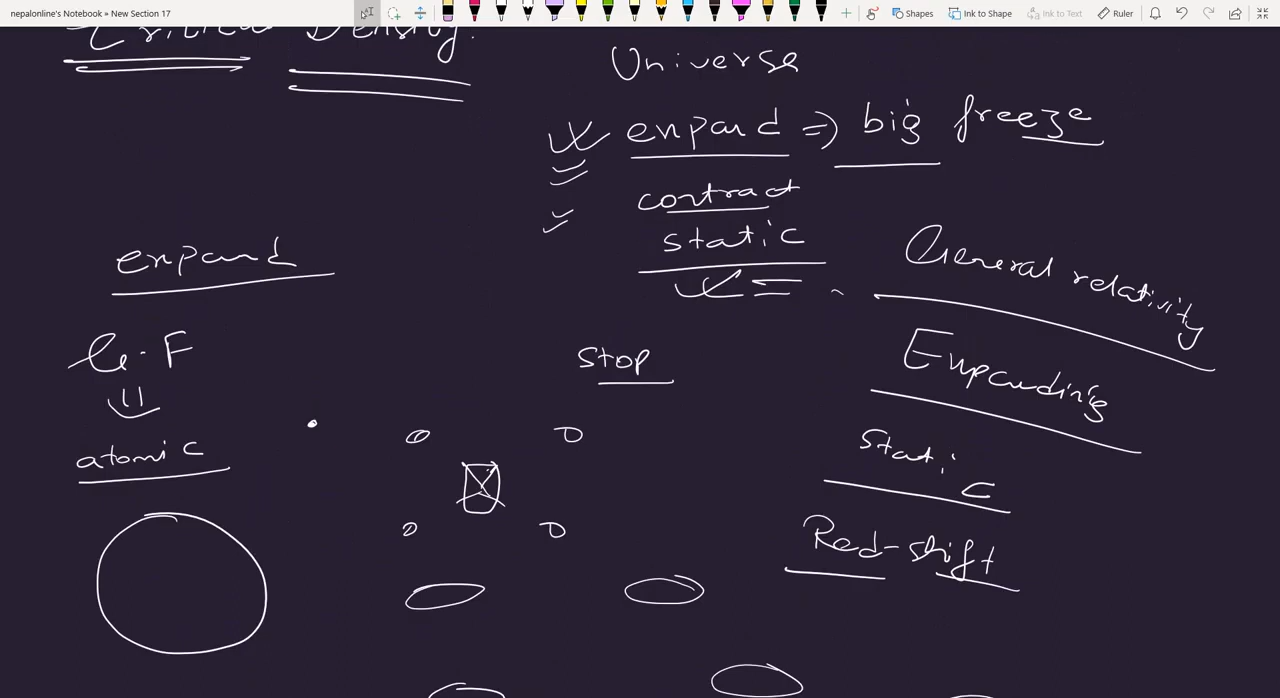 nepalonline's Notebook » New Section 17
Shapes
Ink to Shape
Ink to Text
Ruler
Critical Density.
Universe
expand => big freeze
contract
static
General relativity
expand
G.F
stop
Expanding
atomic
static
Red-shift